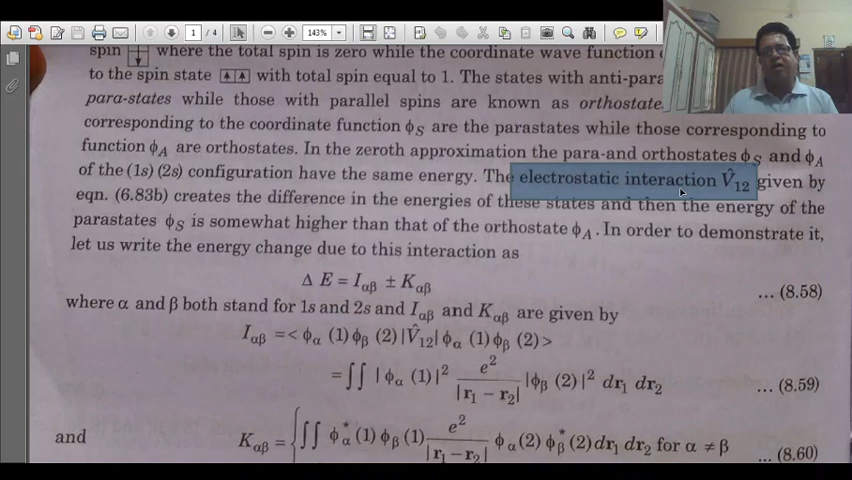 1 / 4
143%
spin where the total spin is zero while the coordinate wave function
to the spin state with total spin equal to 1. The states with anti-para
para-states while those with parallel spins are known as orthostate
corresponding to the coordinate function ϕS are the parastates while those corresponding to
function ϕA are orthostates. In the zeroth approximation the para-and orthostates ϕS and ϕA
of the (1s) (2s) configuration have the same energy. The electrostatic interaction V̂12 given by
eqn. (6.83b) creates the difference in the energies of these states and then the energy of the
parastates ϕS is somewhat higher than that of the orthostate ϕA. In order to demonstrate it,
let us write the energy change due to this interaction as
Δ E = Iαβ ± Kαβ ... (8.58)
where α and β both stand for 1s and 2s and Iαβ and Kαβ are given by
Iαβ =< ϕα (1) ϕβ (2) |V̂12| ϕα (1) ϕβ (2) >
= ∫∫ | ϕα (1) |² e² / |r1 − r2| |ϕβ (2) |² dr1 dr2 ... (8.59)
and Kαβ = { ∫∫ ϕα* (1) ϕβ (1) e² / |r1 − r2| ϕα (2) ϕβ* (2) dr1 dr2 for α ≠ β ... (8.60)